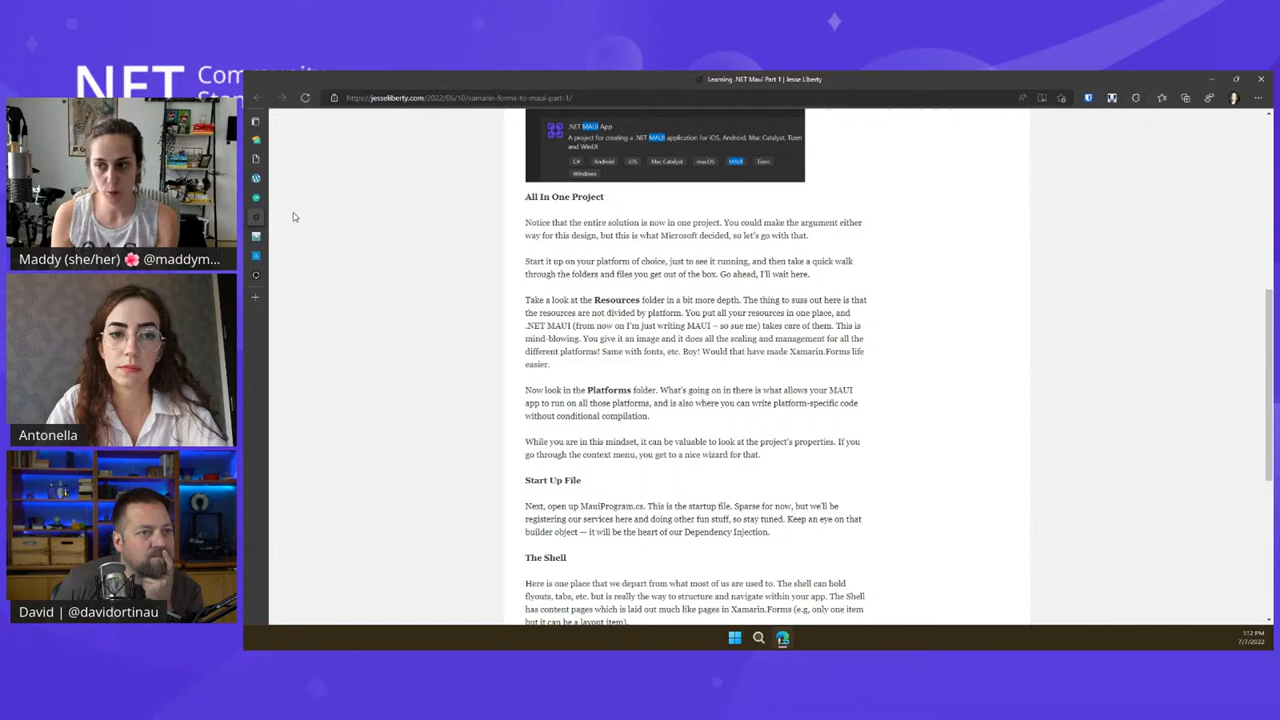 .NET Community
Learning .NET Maui Part 1 | Jesse Liberty
https://jesseliberty.com/2022/06/10/xamarin-forms-to-maui-part-1/
.NET MAUI App
A project for creating a .NET MAUI application for iOS, Android, Mac Catalyst, Tizen
and WinUI
C# Android iOS Mac Catalyst macOS MAUI Tizen
Windows
All In One Project
Notice that the entire solution is now in one project. You could make the argument either
way for this design, but this is what Microsoft decided, so let's go with that.
Start it up on your platform of choice, just to see it running, and then take a quick walk
through the folders and files you get out of the box. Go ahead, I'll wait here.
Take a look at the Resources folder in a bit more depth. The thing to suss out here is that
the resources are not divided by platform. You put all your resources in one place, and
.NET MAUI (from now on I'm just writing MAUI – so sue me) takes care of them. This is
mind-blowing. You give it an image and it does all the scaling and management for all the
different platforms! Same with fonts, etc. Boy! Would that have made Xamarin.Forms life
easier.
Now look in the Platforms folder. What's going on in there is what allows your MAUI
app to run on all those platforms, and is also where you can write platform-specific code
without conditional compilation.
While you are in this mindset, it can be valuable to look at the project's properties. If you
go through the context menu, you get to a nice wizard for that.
Start Up File
Next, open up MauiProgram.cs. This is the startup file. Sparse for now, but we'll be
registering our services here and doing other fun stuff, so stay tuned. Keep an eye on that
builder object — it will be the heart of our Dependency Injection.
The Shell
Here is one place that we depart from what most of us are used to. The shell can hold
flyouts, tabs, etc. but is really the way to structure and navigate within your app. The Shell
has content pages which is laid out much like pages in Xamarin.Forms (e.g, only one item
but it can be a layout item).
Maddy (she/her) 🌸 @maddym...
Antonella
David | @davidortinau
1:12 PM
7/7/2022